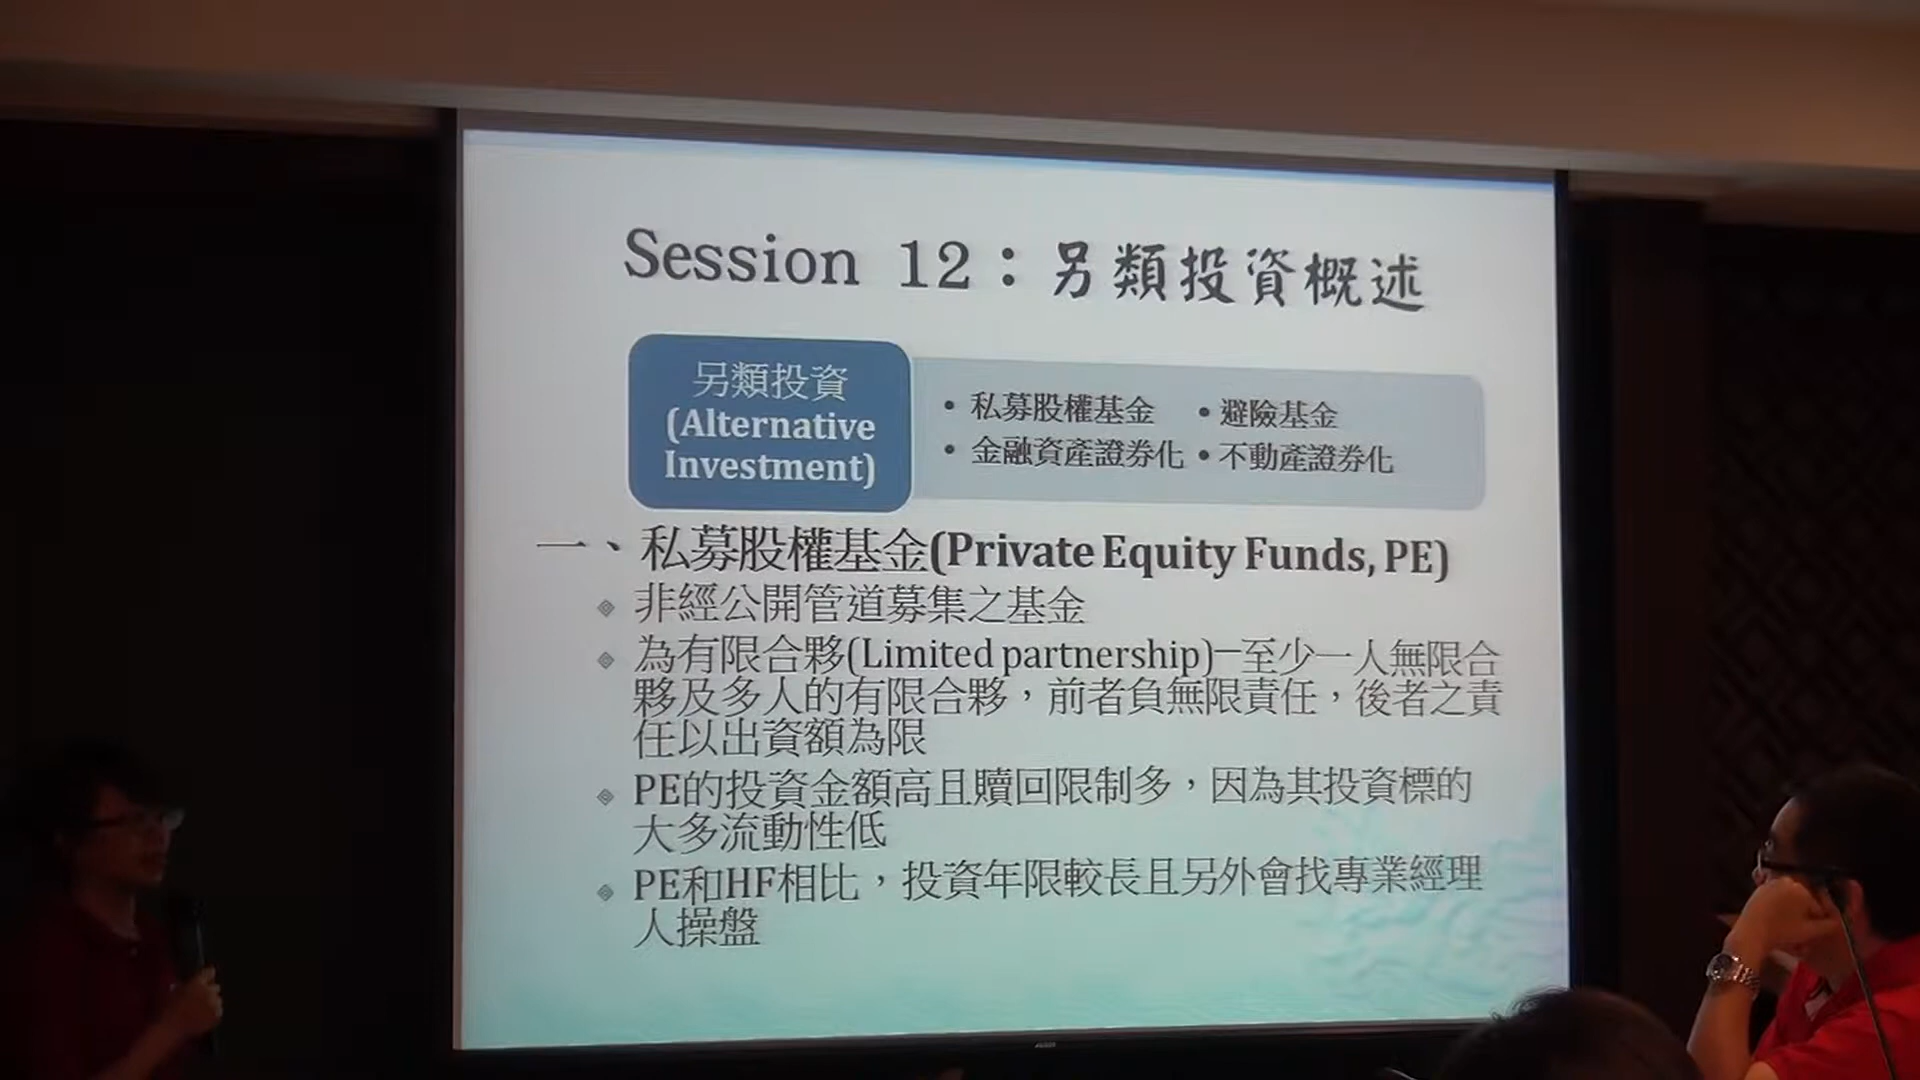 Session 12：另類投資概述
另類投資
(Alternative
Investment)
• 私募股權基金 • 避險基金
• 金融資產證券化 • 不動產證券化
一、私募股權基金(Private Equity Funds, PE)
非經公開管道募集之基金
為有限合夥(Limited partnership)─至少一人無限合
夥及多人的有限合夥，前者負無限責任，後者之責
任以出資額為限
PE的投資金額高且贖回限制多，因為其投資標的
大多流動性低
PE和HF相比，投資年限較長且另外會找專業經理
人操盤